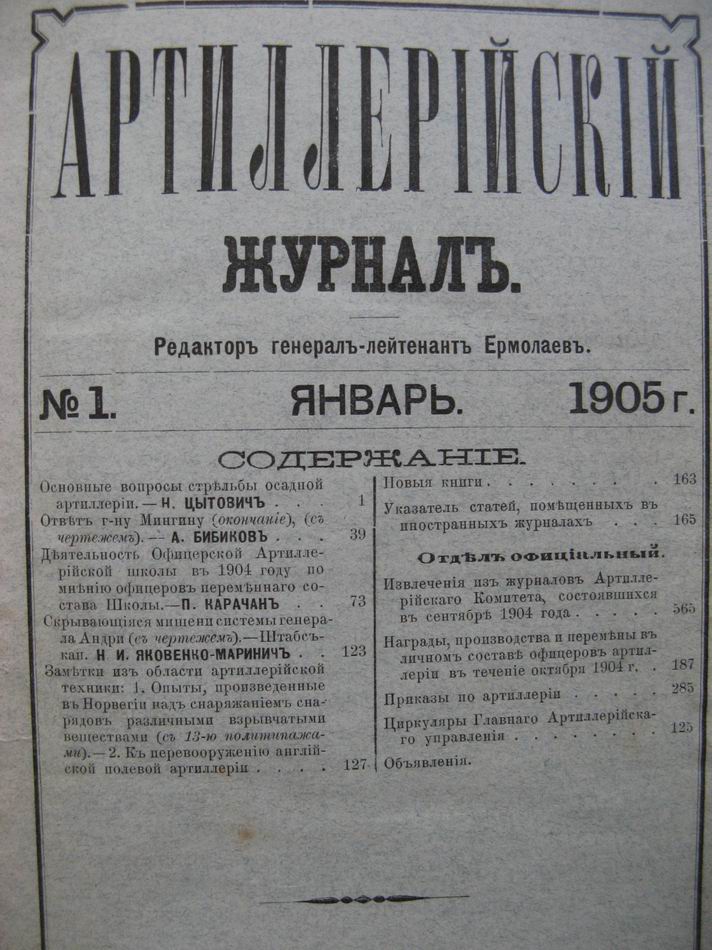 АРТИЛЛЕРІЙСКІЙ
ЖУРНАЛЪ.
Редакторъ генералъ-лейтенантъ Ермолаевъ.
№ 1. ЯНВАРЬ. 1905 г.
СОДЕРЖАНІЕ.
Основные вопросы стрѣльбы осадной
артиллеріи. — Н. ЦЫТОВИЧЪ . . . 1
Отвѣтъ г-ну Мингину (окончаніе), (съ
чертежемъ). — А. БИБИКОВЪ . . . 39
Дѣятельность Офицерской Артилле-
рійской школы въ 1904 году по
мнѣнію офицеровъ перемѣннаго со-
става Школы.—П. КАРАЧАНЪ . . 73
Скрывающіяся мишени системы генера-
ла Андри (съ чертежемъ).—Штабсъ-
кап. Н И. ЯКОВЕНКО-МАРИНИЧЪ . . 123
Замѣтки изъ области артиллерійской
техники: 1. Опыты, произведенные
въ Норвегіи надъ снаряжаніемъ сна-
рядовъ различными взрывчатыми
веществами (съ 13-ю политипажа-
ми).—2. Къ перевооруженію англій-
ской полевой артиллеріи . . . . 127
Новыя книги . . . . . . . . 163
Указатель статей, помѣщенныхъ въ
иностранныхъ журналахъ . . . 165
Отдѣлъ офиціальный.
Извлеченія изъ журналовъ Артилле-
рійскаго Комитета, состоявшихся
въ сентябрѣ 1904 года . . . . . 565
Награды, производства и перемѣны въ
личномъ составѣ офицеровъ артил-
леріи въ теченіе октября 1904 г. . 187
Приказы по артиллеріи . . . . . 285
Циркуляры Главнаго Артиллерійска-
го управленія . . . . . . . . 125
Объявленія.